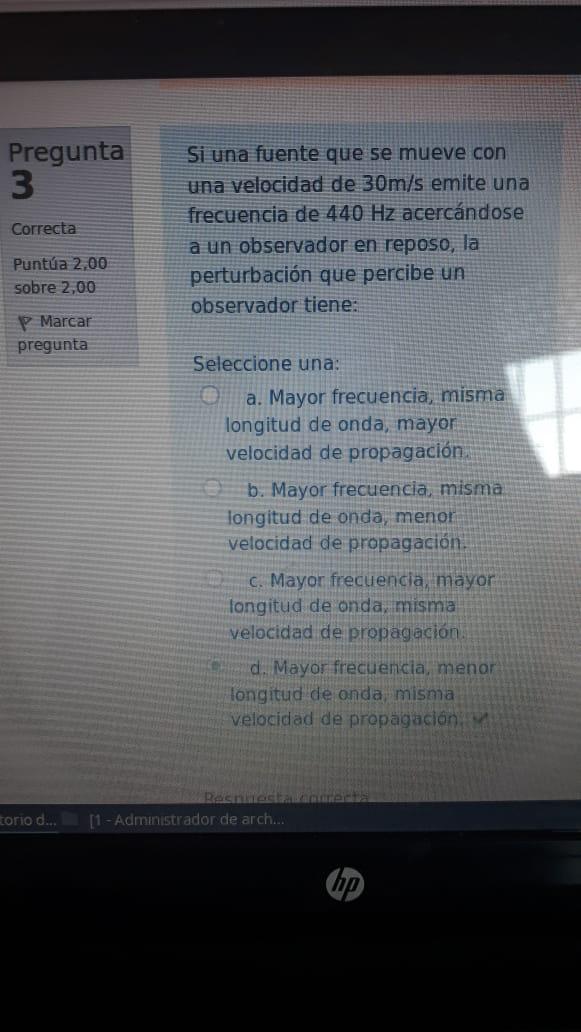 Pregunta
3
Correcta
Puntúa 2,00
sobre 2,00
Marcar
pregunta
Si una fuente que se mueve con
una velocidad de 30m/s emite una
frecuencia de 440 Hz acercándose
a un observador en reposo, la
perturbación que percibe un
observador tiene:
Seleccione una:
a. Mayor frecuencia, misma
longitud de onda, mayor
velocidad de propagación.
b. Mayor frecuencia, misma
longitud de onda, menor
velocidad de propagación.
c. Mayor frecuencia, mayor
longitud de onda, misma
velocidad de propagación.
d. Mayor frecuencia, menor
longitud de onda, misma
velocidad de propagación.
Respuesta correcta
torio d...
[1 - Administrador de arch...
hp